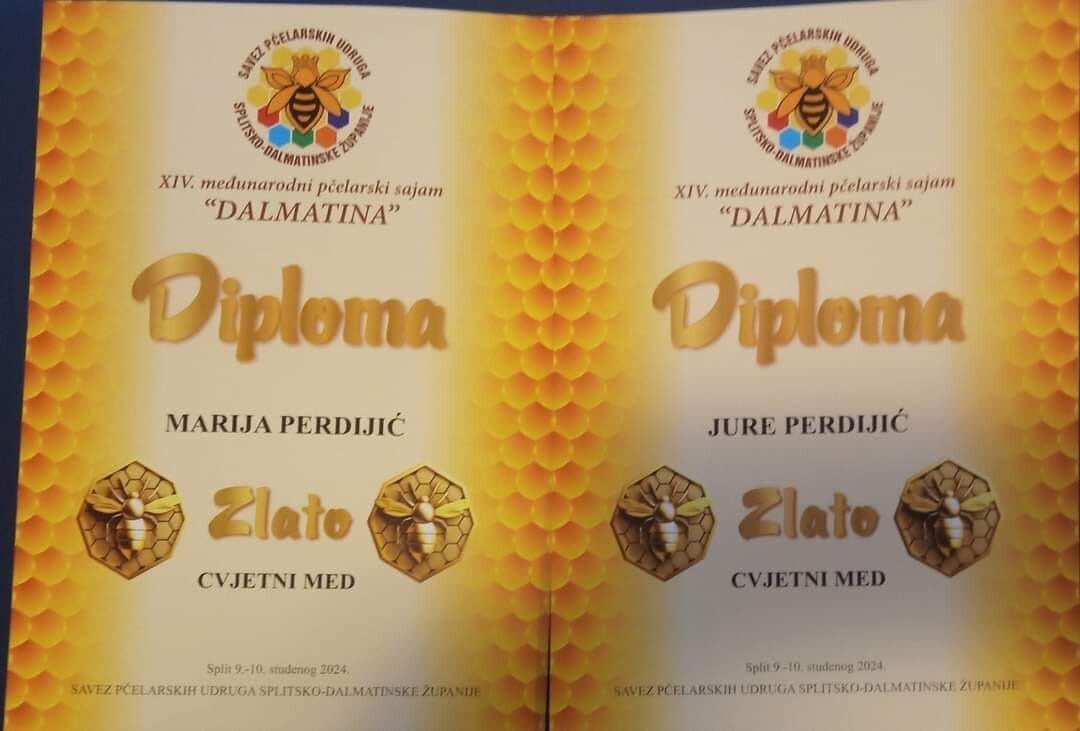 SAVEZ PČELARSKIH UDRUGA
SPLITSKO-DALMATINSKE ŽUPANIJE
XIV. međunarodni pčelarski sajam
“DALMATINA”
Diploma
MARIJA PERDIJIĆ
Zlato
CVJETNI MED
Split 9.-10. studenog 2024.
SAVEZ PČELARSKIH UDRUGA SPLITSKO-DALMATINSKE ŽUPANIJE
SAVEZ PČELARSKIH UDRUGA
SPLITSKO-DALMATINSKE ŽUPANIJE
XIV. međunarodni pčelarski sajam
“DALMATINA”
Diploma
JURE PERDIJIĆ
Zlato
CVJETNI MED
Split 9.-10. studenog 2024.
SAVEZ PČELARSKIH UDRUGA SPLITSKO-DALMATINSKE ŽUPANIJE